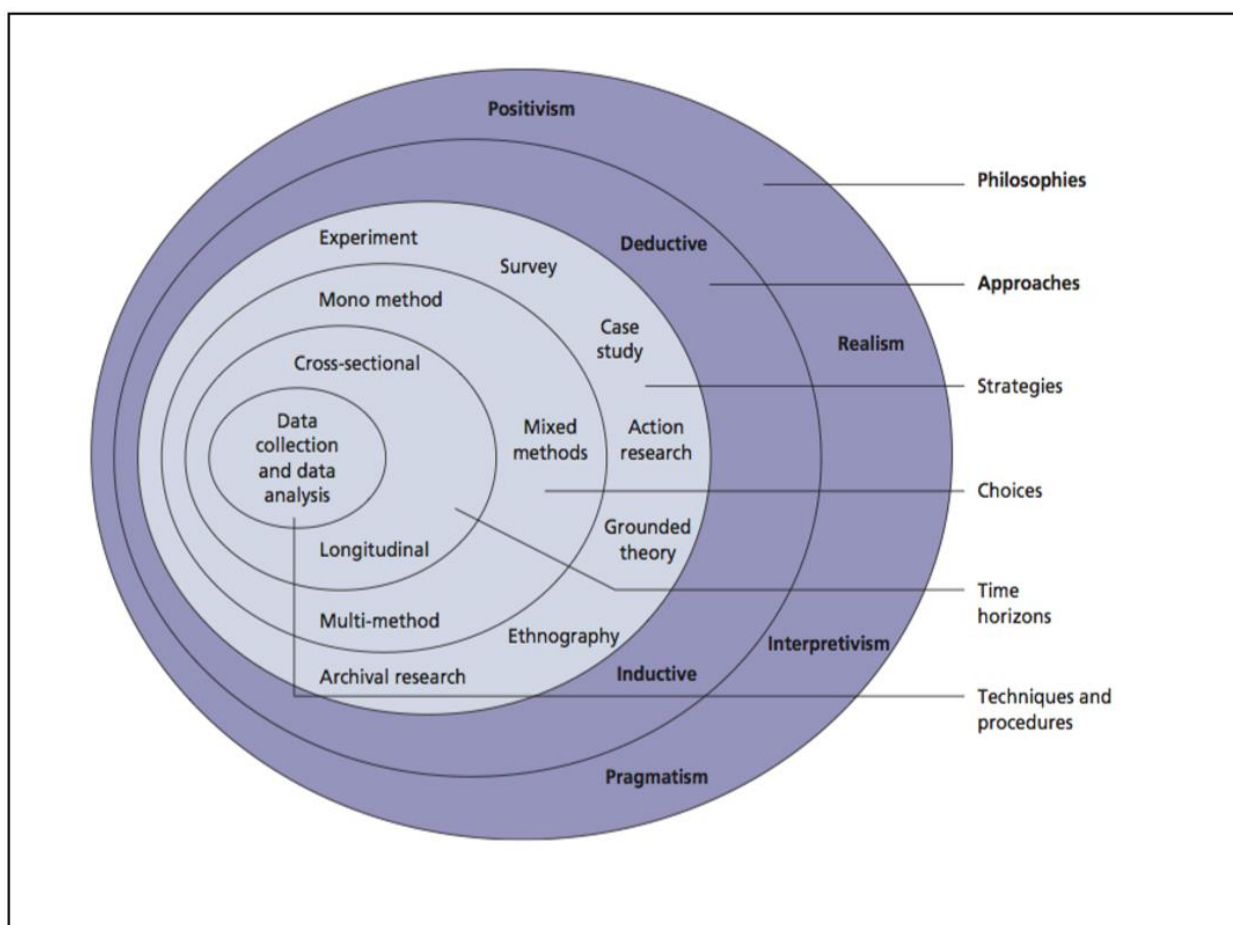 Positivism
Philosophies
Experiment
Deductive
Survey
Approaches
Mono method
Case
study
Realism
Cross-sectional
Strategies
Data
collection
and data
analysis
Mixed
methods
Action
research
Choices
Grounded
theory
Longitudinal
Time
horizons
Multi-method
Ethnography
Interpretivism
Archival research
Inductive
Techniques and
procedures
Pragmatism